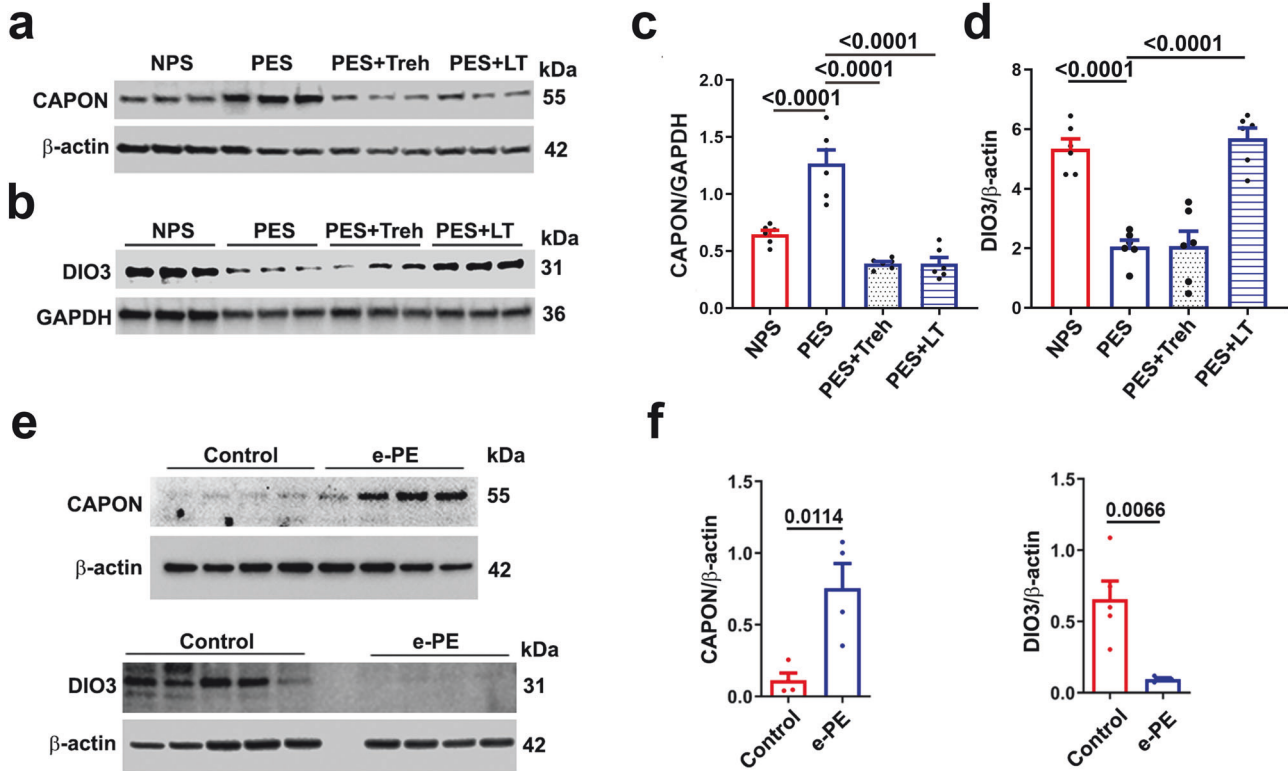 a
NPS PES PES+Treh PES+LT kDa
CAPON 55
β-actin 42
b
NPS PES PES+Treh PES+LT kDa
DIO3 31
GAPDH 36
c
<0.0001
<0.0001
<0.0001
CAPON/GAPDH
2.0
1.5
1.0
0.5
0.0
NPS PES PES+Treh PES+LT
d
<0.0001
<0.0001
DIO3/β-actin
8
6
4
2
0
NPS PES PES+Treh PES+LT
e
Control e-PE kDa
CAPON 55
β-actin 42
Control e-PE kDa
DIO3 31
β-actin 42
f
CAPON/β-actin
1.5
1.0
0.5
0.0
0.0114
Control e-PE
DIO3/β-actin
1.5
1.0
0.5
0.0
0.0066
Control e-PE